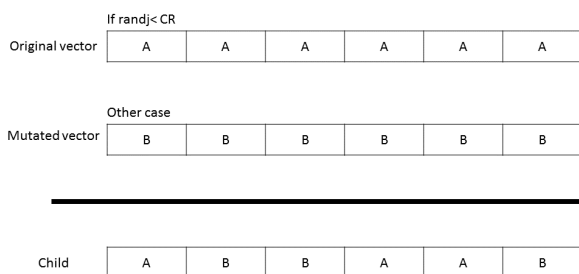 If randj< CR
Original vector A A A A A A
Other case
Mutated vector B B B B B B
Child A B B A A B